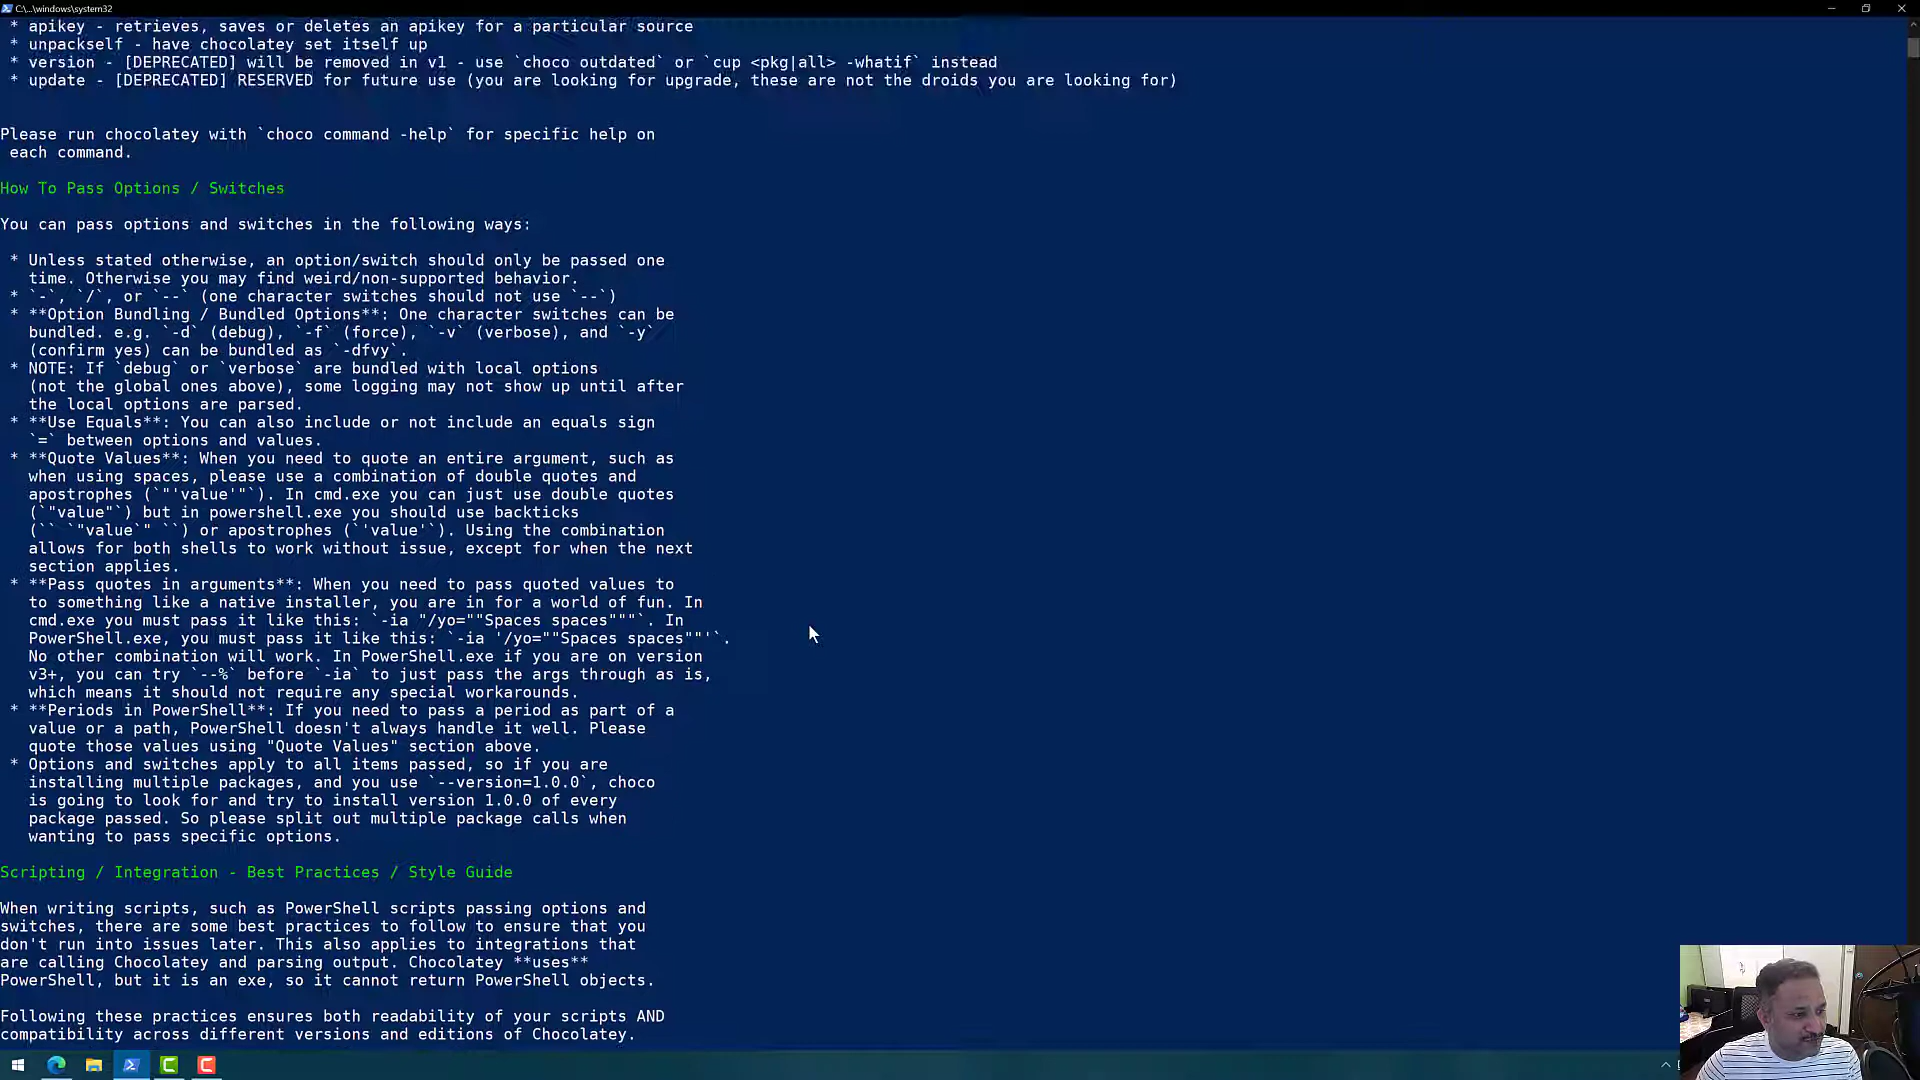 C:\...\windows\system32
* apikey - retrieves, saves or deletes an apikey for a particular source
* unpackself - have chocolatey set itself up
* version - [DEPRECATED] will be removed in v1 - use `choco outdated` or `cup <pkg|all> -whatif` instead
* update - [DEPRECATED] RESERVED for future use (you are looking for upgrade, these are not the droids you are looking for)
Please run chocolatey with `choco command -help` for specific help on
each command.
How To Pass Options / Switches
You can pass options and switches in the following ways:
* Unless stated otherwise, an option/switch should only be passed one
time. Otherwise you may find weird/non-supported behavior.
* `-`, `/`, or `--` (one character switches should not use `--`)
* **Option Bundling / Bundled Options**: One character switches can be
bundled. e.g. `-d` (debug), `-f` (force), `-v` (verbose), and `-y`
(confirm yes) can be bundled as `-dfvy`.
* NOTE: If `debug` or `verbose` are bundled with local options
(not the global ones above), some logging may not show up until after
the local options are parsed.
* **Use Equals**: You can also include or not include an equals sign
`=` between options and values.
* **Quote Values**: When you need to quote an entire argument, such as
when using spaces, please use a combination of double quotes and
apostrophes (`"'value'"`). In cmd.exe you can just use double quotes
(`"value"`) but in powershell.exe you should use backticks
(`` `"value`" ``) or apostrophes (`'value'`). Using the combination
allows for both shells to work without issue, except for when the next
section applies.
* **Pass quotes in arguments**: When you need to pass quoted values to
to something like a native installer, you are in for a world of fun. In
cmd.exe you must pass it like this: `-ia "/yo=""Spaces spaces"""`. In
PowerShell.exe, you must pass it like this: `-ia '/yo=""Spaces spaces""'`.
No other combination will work. In PowerShell.exe if you are on version
v3+, you can try `--%` before `-ia` to just pass the args through as is,
which means it should not require any special workarounds.
* **Periods in PowerShell**: If you need to pass a period as part of a
value or a path, PowerShell doesn't always handle it well. Please
quote those values using "Quote Values" section above.
* Options and switches apply to all items passed, so if you are
installing multiple packages, and you use `--version=1.0.0`, choco
is going to look for and try to install version 1.0.0 of every
package passed. So please split out multiple package calls when
wanting to pass specific options.
Scripting / Integration - Best Practices / Style Guide
When writing scripts, such as PowerShell scripts passing options and
switches, there are some best practices to follow to ensure that you
don't run into issues later. This also applies to integrations that
are calling Chocolatey and parsing output. Chocolatey **uses**
PowerShell, but it is an exe, so it cannot return PowerShell objects.
Following these practices ensures both readability of your scripts AND
compatibility across different versions and editions of Chocolatey.